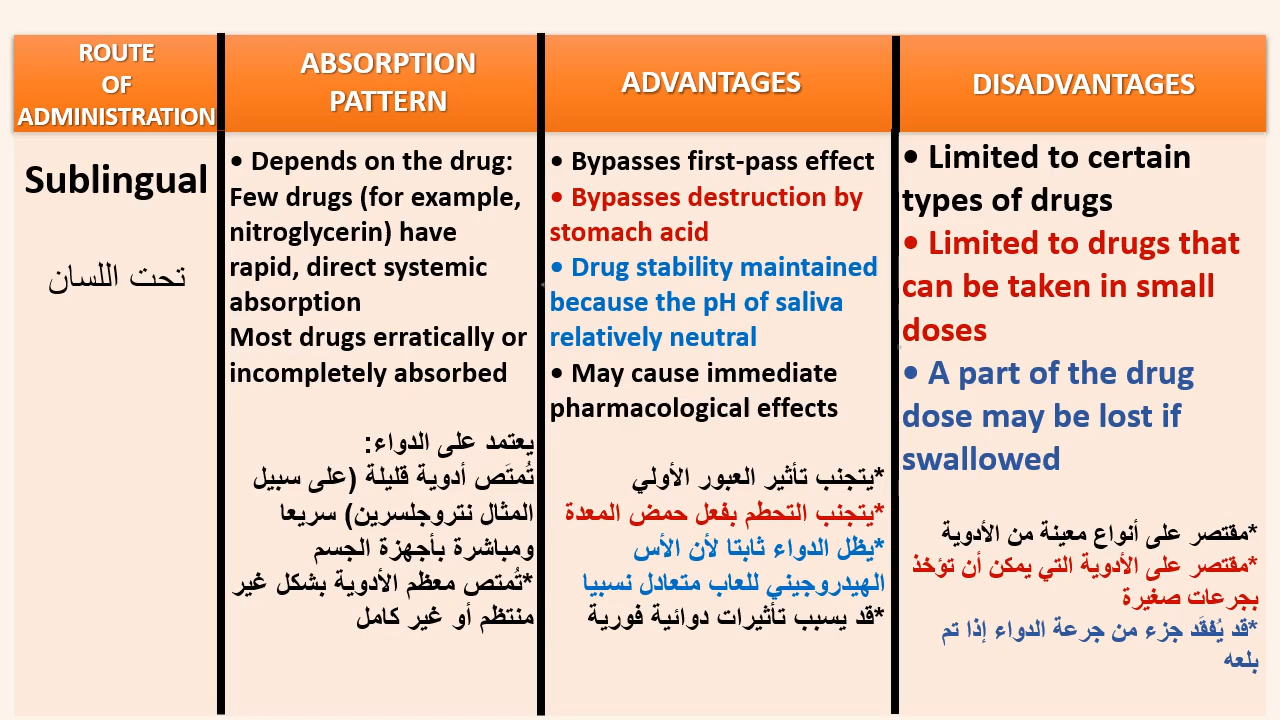 ROUTE
OF
ADMINISTRATION
ABSORPTION
PATTERN
ADVANTAGES
DISADVANTAGES
Sublingual
تحت اللسان
• Depends on the drug:
Few drugs (for example,
nitroglycerin) have
rapid, direct systemic
absorption
Most drugs erratically or
incompletely absorbed
يعتمد على الدواء:
تُمتَص أدوية قليلة (على سبيل
المثال نتروجلسرين) سريعا
ومباشرة بأجهزة الجسم
*تُمتص معظم الأدوية بشكل غير
منتظم أو غير كامل
• Bypasses first-pass effect
• Bypasses destruction by
stomach acid
• Drug stability maintained
because the pH of saliva
relatively neutral
• May cause immediate
pharmacological effects
*يتجنب تأثير العبور الأولي
*يتجنب التحطم بفعل حمض المعدة
*يظل الدواء ثابتا لأن الأس
الهيدروجيني للعاب متعادل نسبيا
*قد يسبب تأثيرات دوائية فورية
• Limited to certain
types of drugs
• Limited to drugs that
can be taken in small
doses
• A part of the drug
dose may be lost if
swallowed
*مقتصر على أنواع معينة من الأدوية
*مقتصر على الأدوية التي يمكن أن تؤخذ
بجرعات صغيرة
*قد يُفقَد جزء من جرعة الدواء إذا تم
بلعه